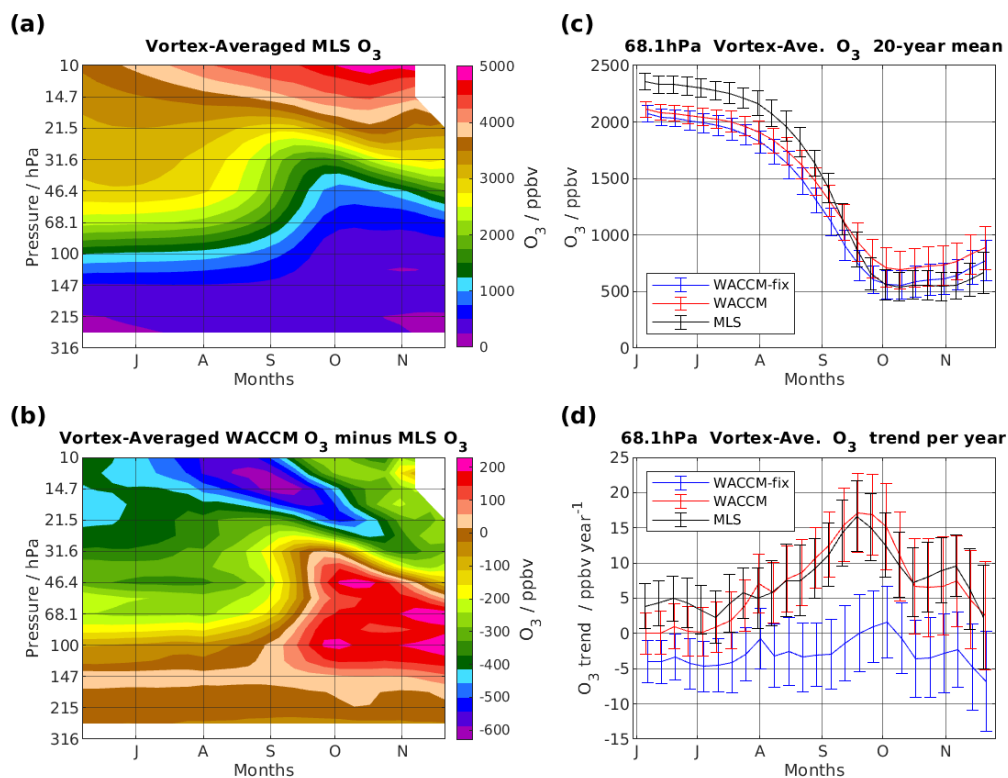 (a)
Vortex-Averaged MLS O3
10
14.7
21.5
31.6
46.4
68.1
100
147
215
316
Pressure / hPa
J
A
S
O
N
Months
5000
4000
3000
2000
1000
0
O3 / ppbv
(c)
68.1hPa Vortex-Ave. O3 20-year mean
2500
2000
1500
1000
500
0
O3 / ppbv
WACCM-fix
WACCM
MLS
J
J
A
S
O
N
Months
(b)
Vortex-Averaged WACCM O3 minus MLS O3
10
14.7
21.5
31.6
46.4
68.1
100
147
215
316
Pressure / hPa
J
A
S
O
N
Months
200
100
0
-100
-200
-300
-400
-500
-600
O3 / ppbv
(d)
68.1hPa Vortex-Ave. O3 trend per year
25
20
15
10
5
0
-5
-10
-15
O3 trend / ppbv year-1
WACCM-fix
WACCM
MLS
J
J
A
S
O
N
Months